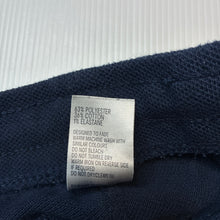 63% POLYESTER
36% COTTON
1% ELASTANE
DESIGNED TO FADE
WARM MACHINE WASH WITH
SIMILAR COLOURS
DO NOT BLEACH
DO NOT TUMBLE DRY
WARM IRON ON REVERSE SIDE
IF REQUIRED
DO NOT DRYCLEAN